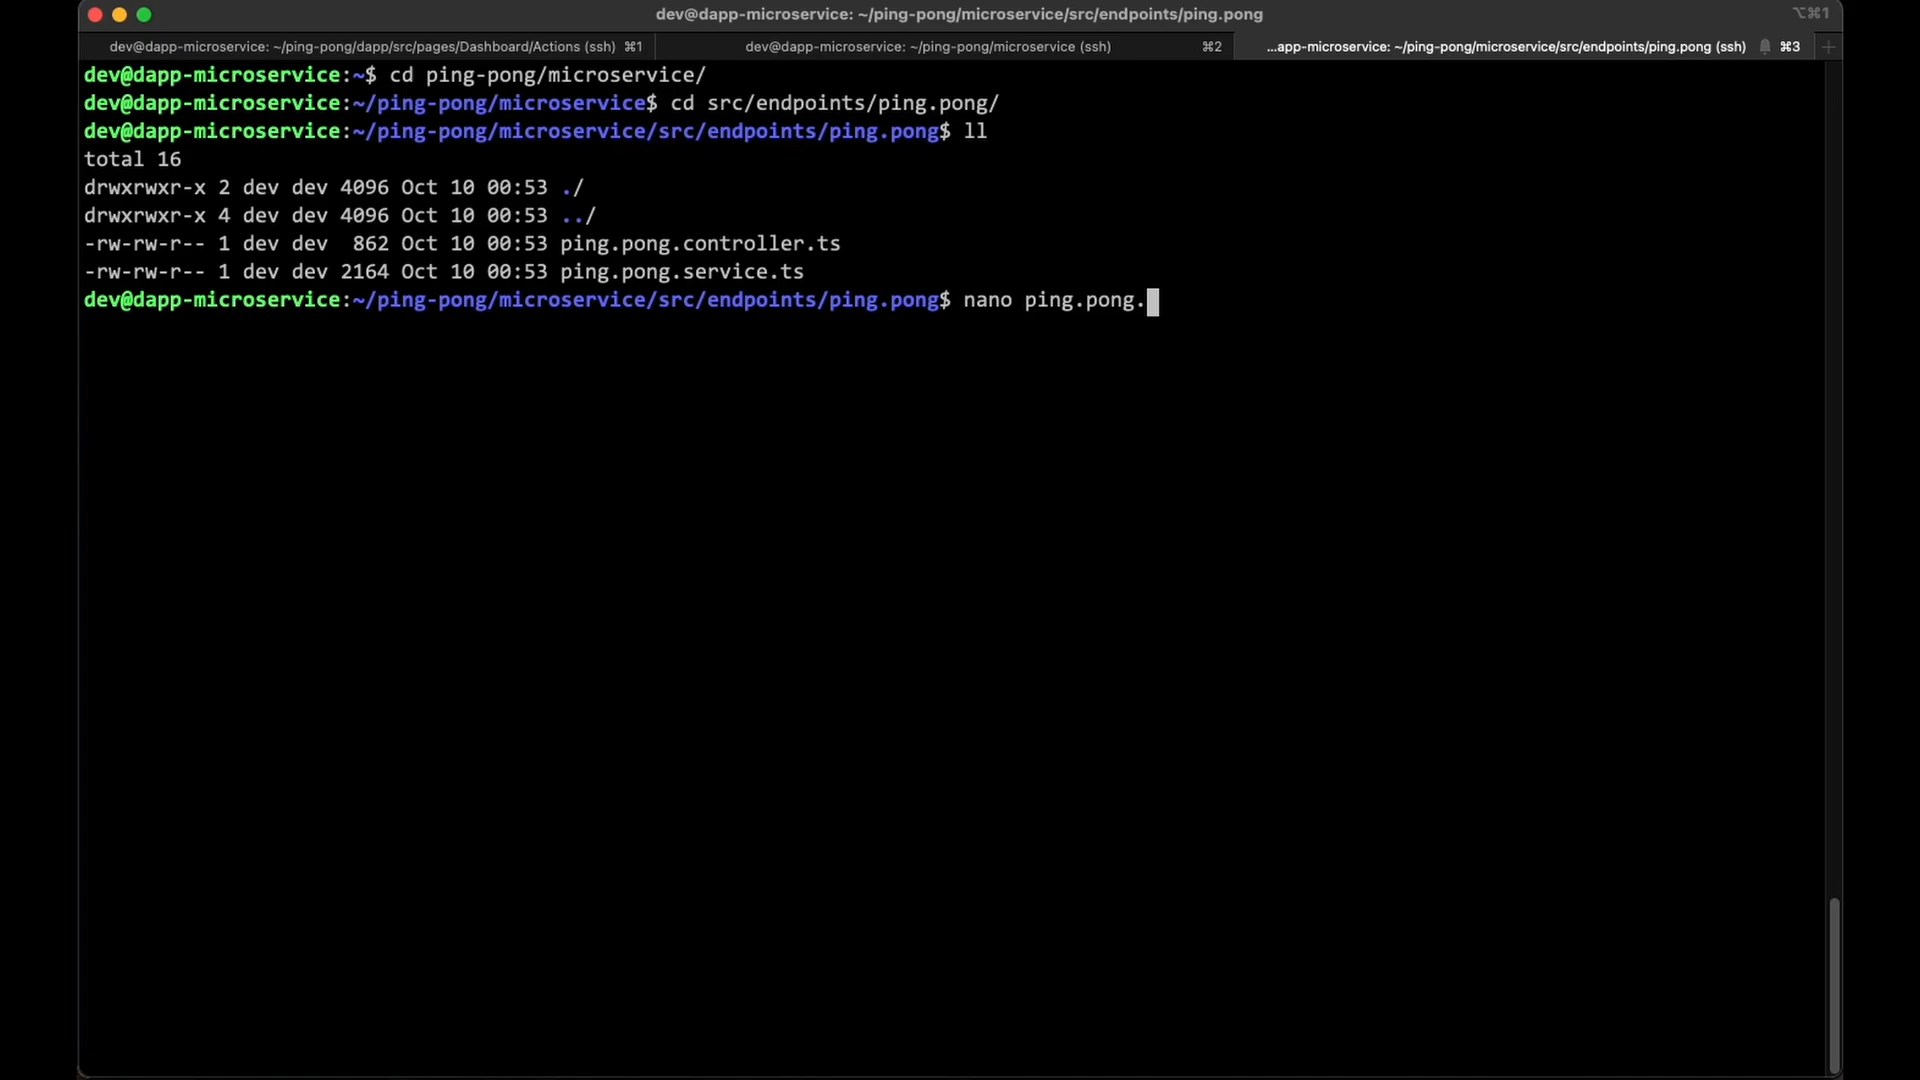 dev@dapp-microservice: ~/ping-pong/microservice/src/endpoints/ping.pong
⌥⌘1
dev@dapp-microservice: ~/ping-pong/dapp/src/pages/Dashboard/Actions (ssh) ⌘1
dev@dapp-microservice: ~/ping-pong/microservice (ssh) ⌘2
...app-microservice: ~/ping-pong/microservice/src/endpoints/ping.pong (ssh) ⌘3
dev@dapp-microservice:~$ cd ping-pong/microservice/
dev@dapp-microservice:~/ping-pong/microservice$ cd src/endpoints/ping.pong/
dev@dapp-microservice:~/ping-pong/microservice/src/endpoints/ping.pong$ ll
total 16
drwxrwxr-x 2 dev dev 4096 Oct 10 00:53 ./
drwxrwxr-x 4 dev dev 4096 Oct 10 00:53 ../
-rw-rw-r-- 1 dev dev  862 Oct 10 00:53 ping.pong.controller.ts
-rw-rw-r-- 1 dev dev 2164 Oct 10 00:53 ping.pong.service.ts
dev@dapp-microservice:~/ping-pong/microservice/src/endpoints/ping.pong$ nano ping.pong.